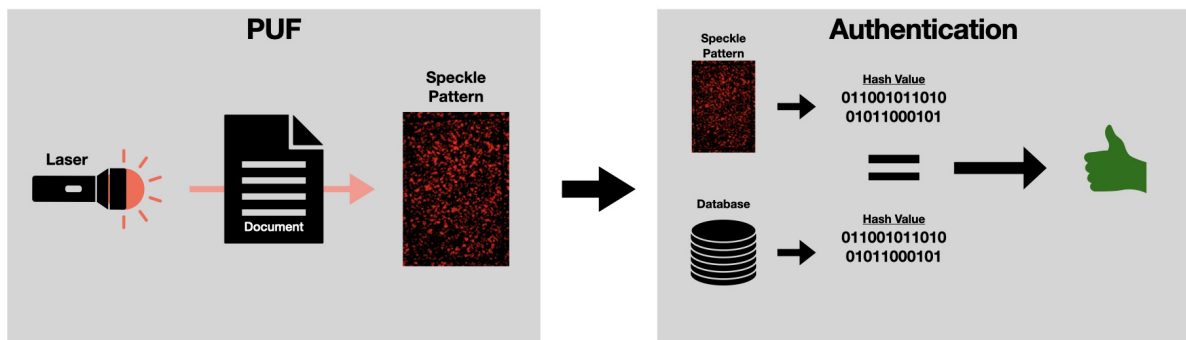 PUF
Laser
Document
Speckle
Pattern
Authentication
Speckle
Pattern
Hash Value
011001011010
01011000101
Database
Hash Value
011001011010
01011000101